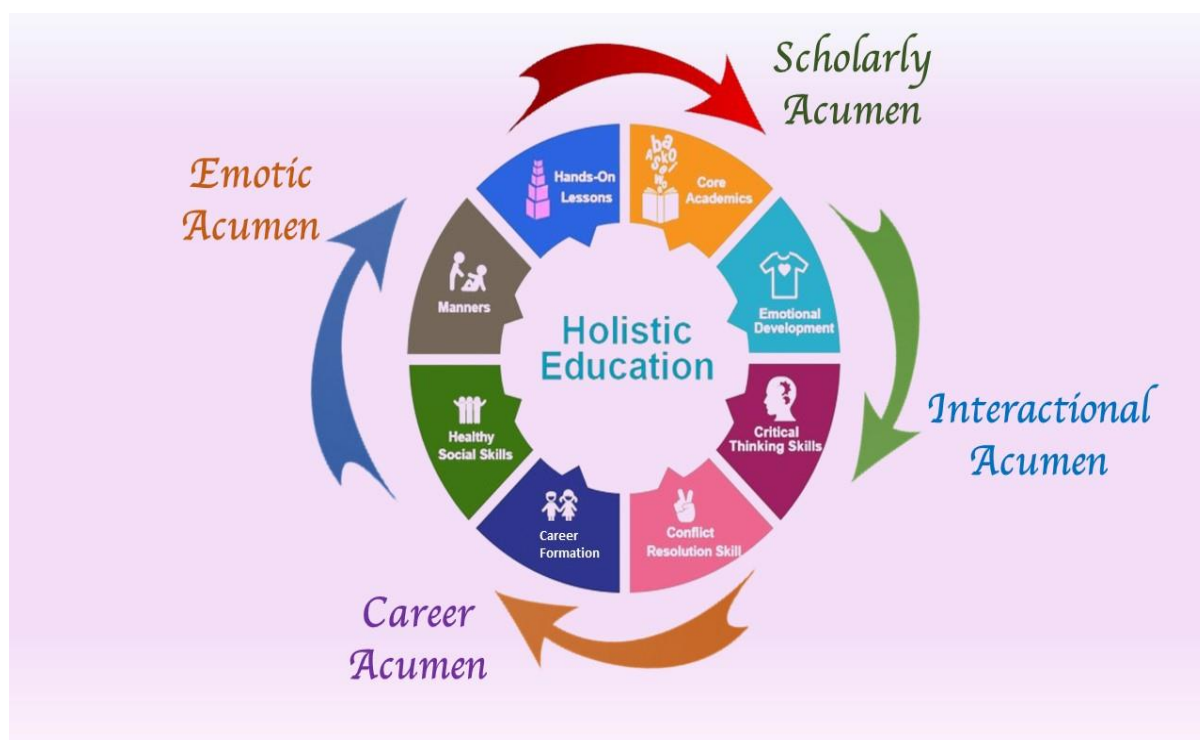 Scholarly
Acumen
Emotic
Acumen
Interactional
Acumen
Career
Acumen
Holistic
Education
Hands-On
Lessons
Core
Academics
Emotional
Development
Critical
Thinking Skills
Conflict
Resolution Skill
Career
Formation
Healthy
Social Skills
Manners